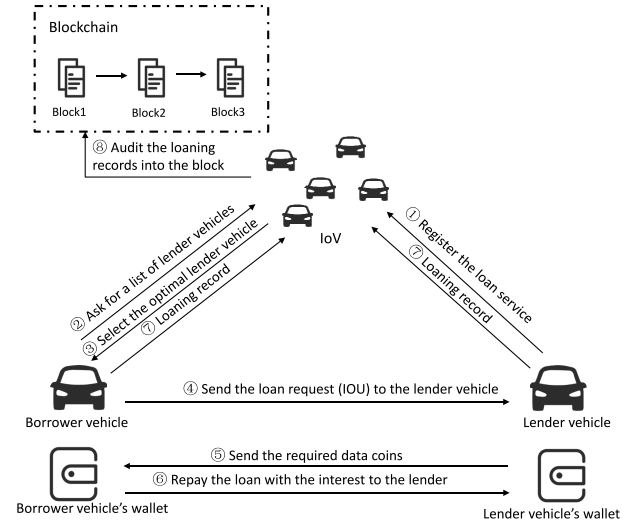 Blockchain
Block1
Block2
Block3
⑧ Audit the loaning
records into the block
IoV
① Register the loan service
② Ask for a list of lender vehicles
③ Select the optimal lender vehicle
⑦ Loaning record
⑦ Loaning record
④ Send the loan request (IOU) to the lender vehicle
Borrower vehicle
Lender vehicle
⑤ Send the required data coins
⑥ Repay the loan with the interest to the lender
Borrower vehicle's wallet
Lender vehicle's wallet